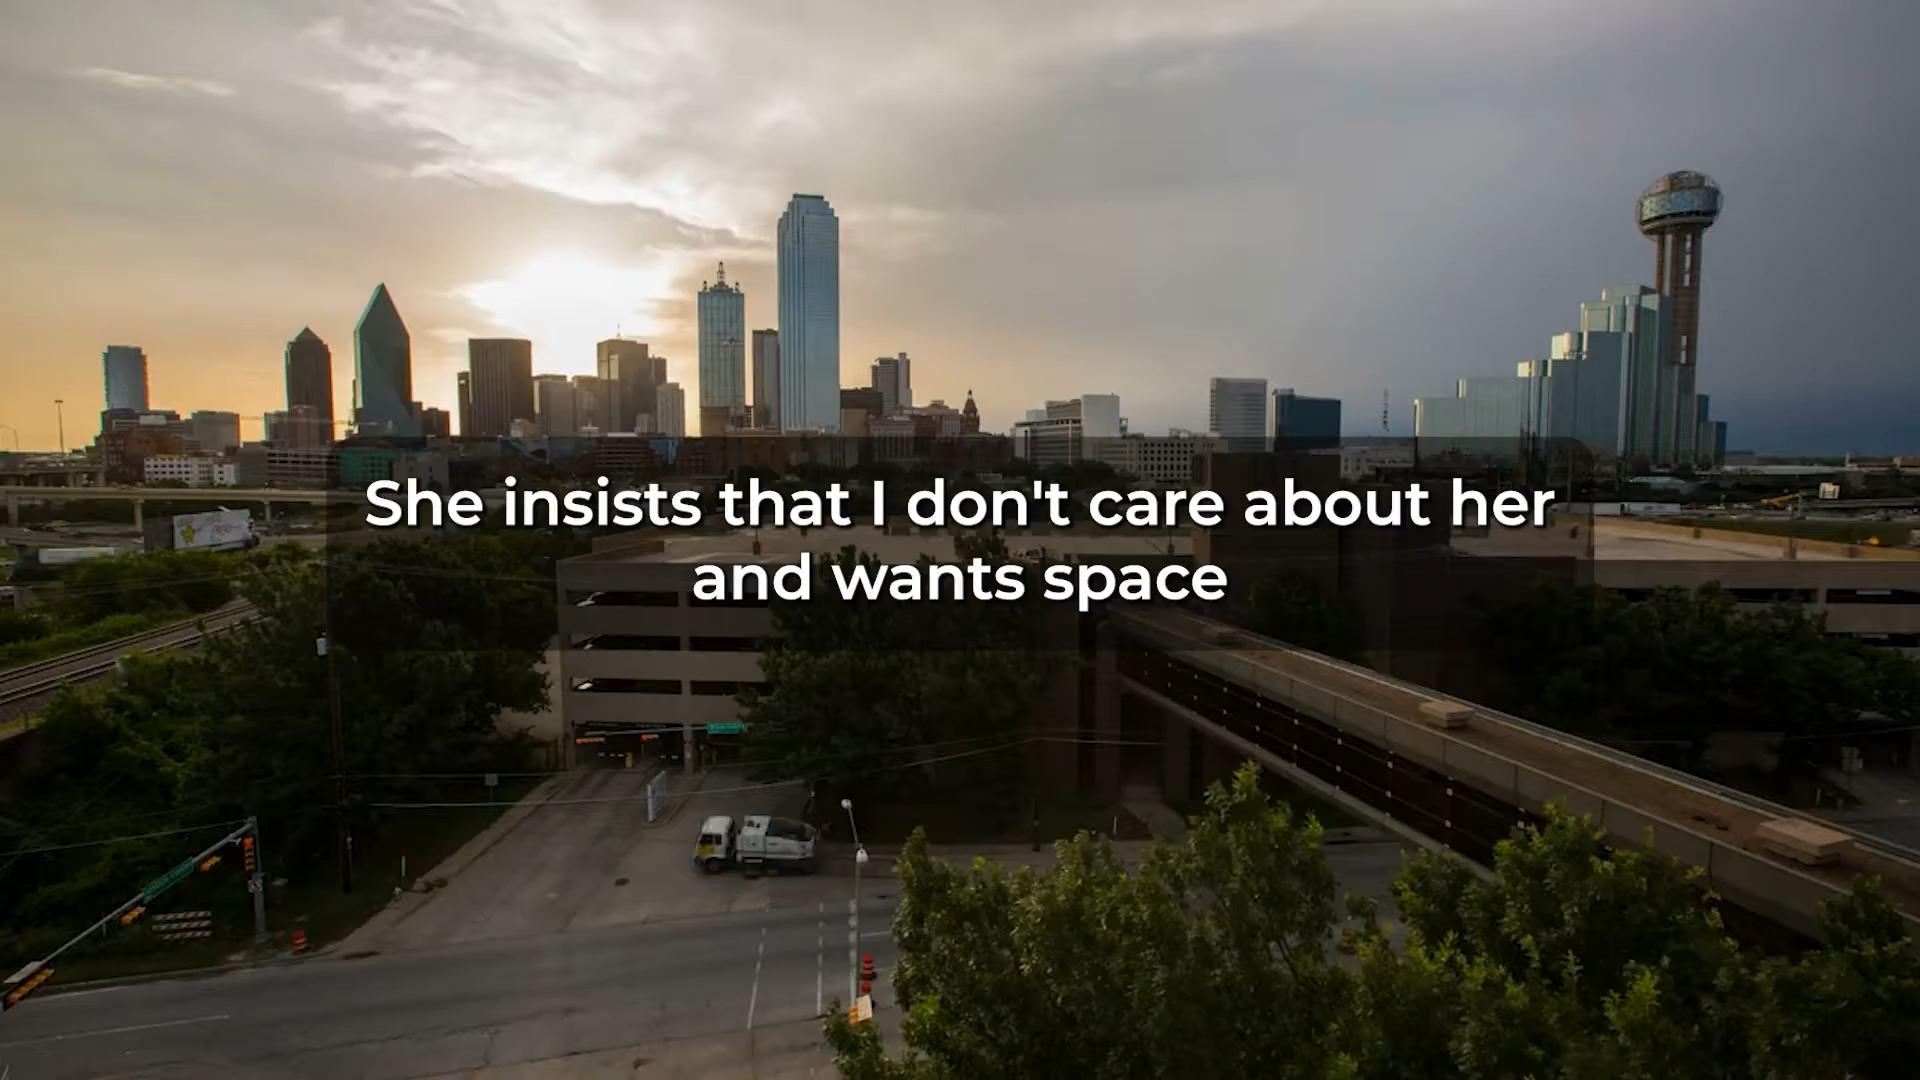 She insists that I don't care about her
and wants space